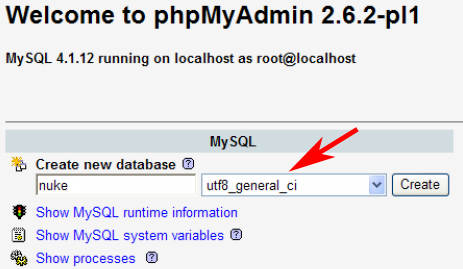 Welcome to phpMyAdmin 2.6.2-pl1
MySQL 4.1.12 running on localhost as root@localhost
MySQL
Create new database ?
nuke utf8_general_ci Create
Show MySQL runtime information
Show MySQL system variables ?
Show processes ?